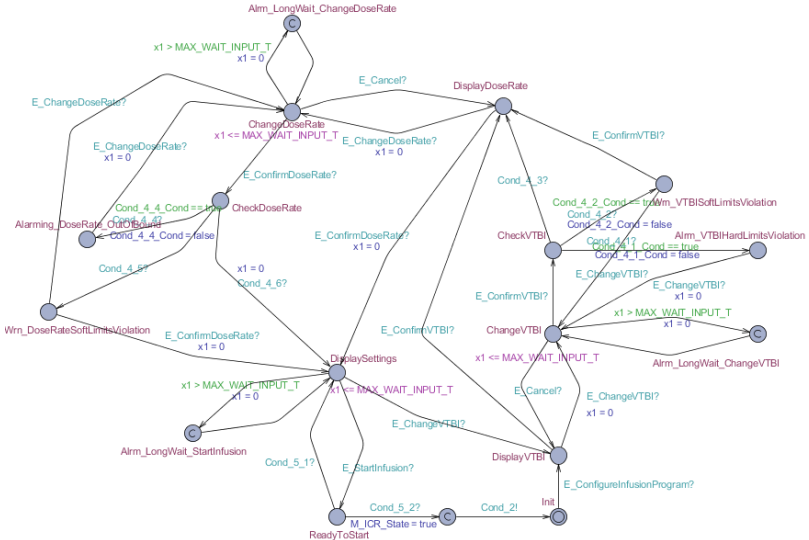 Alrm_LongWait_ChangeDoseRate
C
x1 > MAX_WAIT_INPUT_T
x1 = 0
E_Cancel?
DisplayDoseRate
E_ChangeDoseRate?
ChangeDoseRate
x1 <= MAX_WAIT_INPUT_T
E_ChangeDoseRate?
x1 = 0
E_ConfirmVTBI?
E_ChangeDoseRate?
x1 = 0
E_ConfirmDoseRate?
Cond_4_3?
Cond_4_4_Cond == true
Cond_4_4?
Cond_4_4_Cond = false
Alarming_DoseRate_OutOfBound
CheckDoseRate
Cond_4_2_Cond == true
Cond_4_2?
Cond_4_2_Cond = false
Wrn_VTBISoftLimitsViolation
E_ConfirmDoseRate?
x1 = 0
CheckVTBI
Cond_4_1?
Cond_4_1_Cond == true
Cond_4_1_Cond = false
Alrm_VTBIHardLimitsViolation
Cond_4_5?
x1 = 0
Cond_4_6?
E_ChangeVTBI?
E_ChangeVTBI?
x1 = 0
E_ConfirmVTBI?
x1 > MAX_WAIT_INPUT_T
x1 = 0
Wrn_DoseRateSoftLimitsViolation
E_ConfirmDoseRate?
x1 = 0
E_ConfirmVTBI?
ChangeVTBI
C
x1 <= MAX_WAIT_INPUT_T
Alrm_LongWait_ChangeVTBI
DisplaySettings
x1 <= MAX_WAIT_INPUT_T
x1 > MAX_WAIT_INPUT_T
x1 = 0
E_Cancel?
E_ChangeVTBI?
x1 = 0
E_ChangeVTBI?
C
Alrm_LongWait_StartInfusion
Cond_5_1?
E_StartInfusion?
DisplayVTBI
E_ConfigureInfusionProgram?
Init
Cond_5_2?
M_ICR_State = true
C
Cond_2!
ReadyToStart